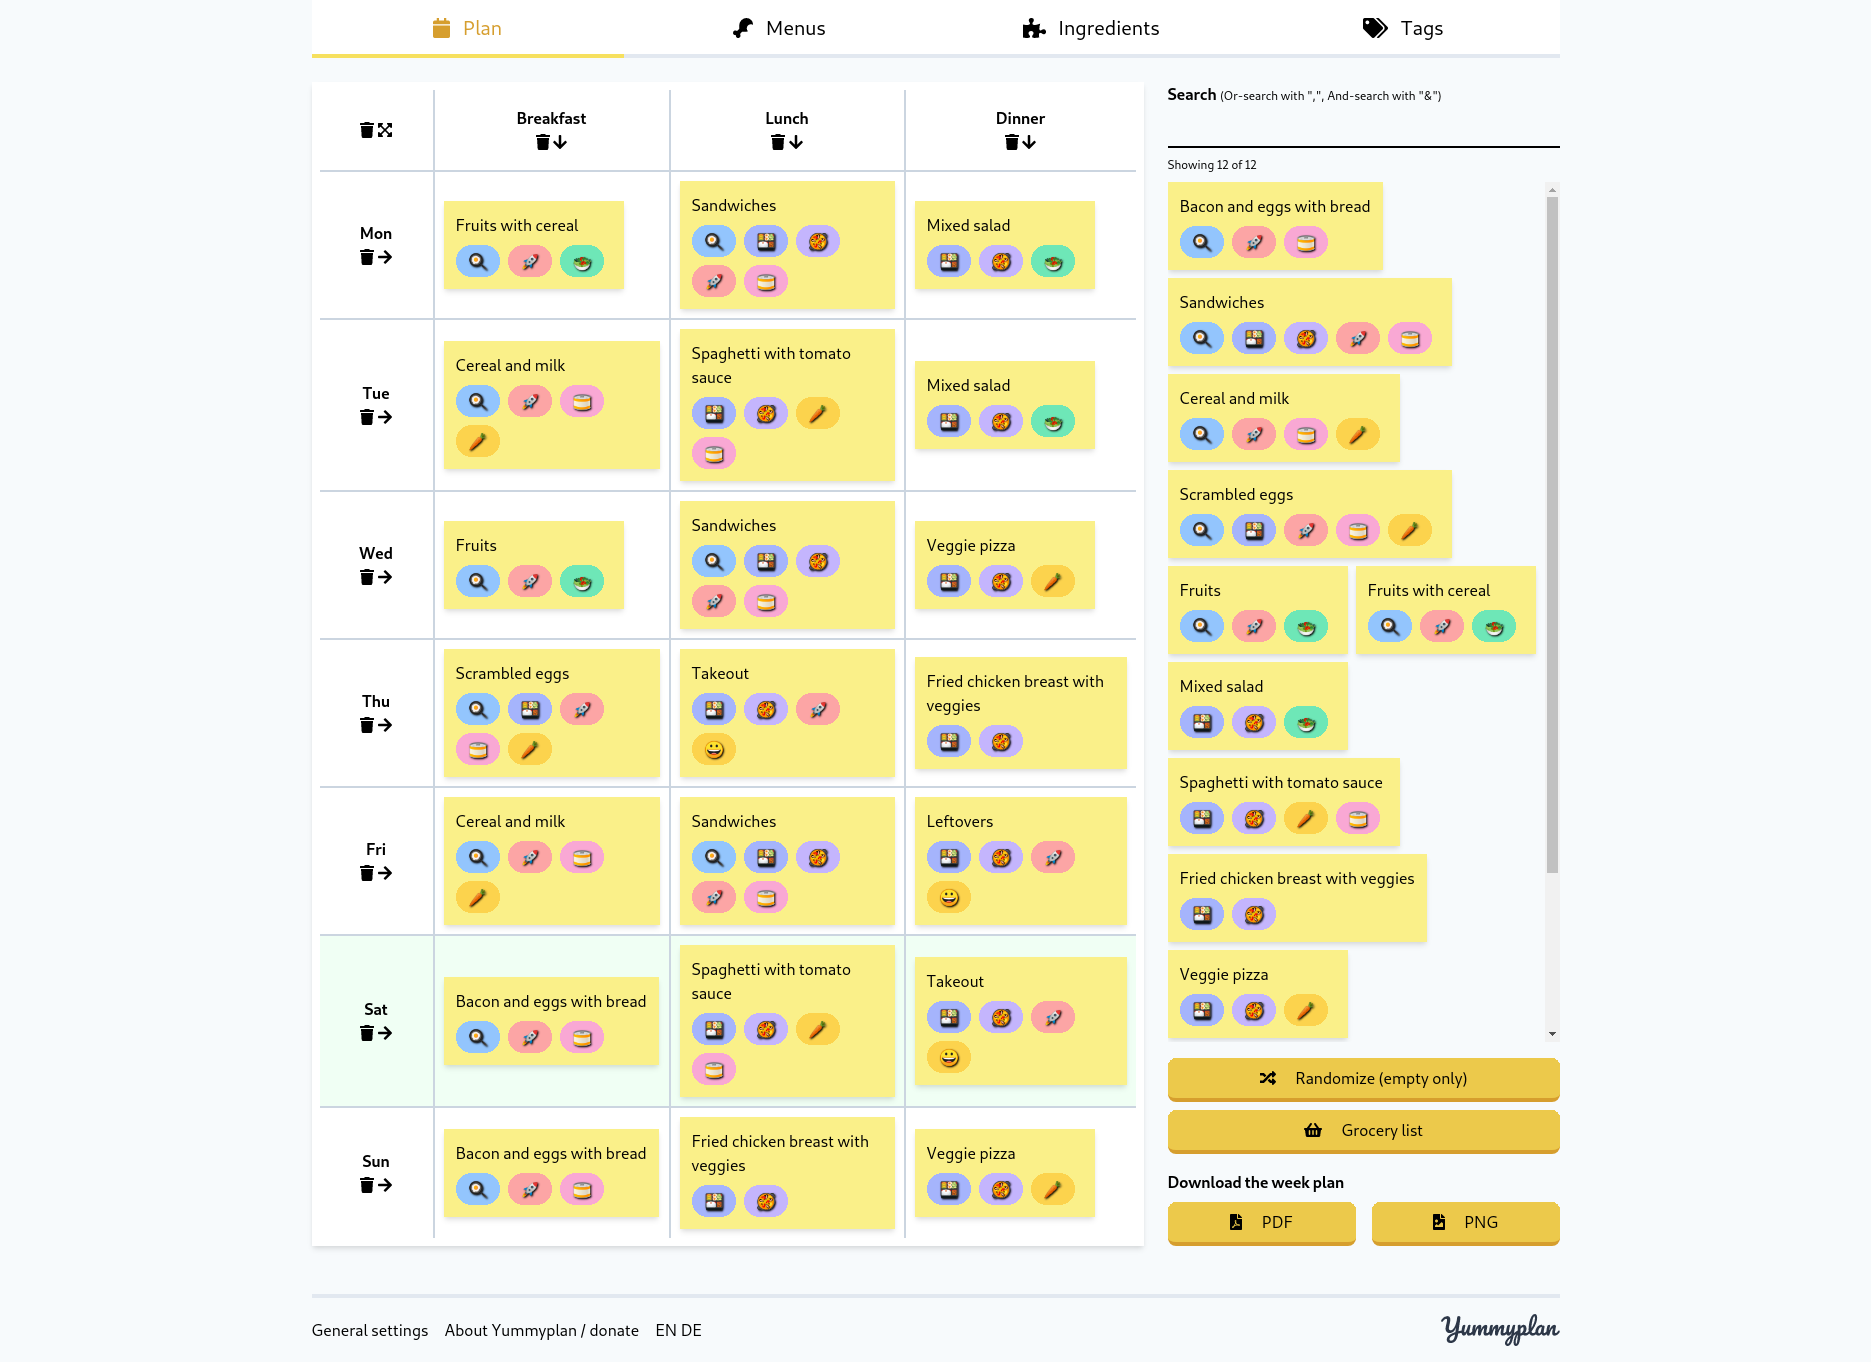 Plan
Menus
Ingredients
Tags
Breakfast
Lunch
Dinner
Mon
Fruits with cereal
Sandwiches
Mixed salad
Tue
Cereal and milk
Spaghetti with tomato
sauce
Mixed salad
Wed
Fruits
Sandwiches
Veggie pizza
Thu
Scrambled eggs
Takeout
Fried chicken breast with
veggies
Fri
Cereal and milk
Sandwiches
Leftovers
Sat
Bacon and eggs with bread
Spaghetti with tomato
sauce
Takeout
Sun
Bacon and eggs with bread
Fried chicken breast with
veggies
Veggie pizza
Search (Or-search with ",", And-search with "&")
Showing 12 of 12
Bacon and eggs with bread
Sandwiches
Cereal and milk
Scrambled eggs
Fruits
Fruits with cereal
Mixed salad
Spaghetti with tomato sauce
Fried chicken breast with veggies
Veggie pizza
Randomize (empty only)
Grocery list
Download the week plan
PDF
PNG
General settings
About Yummyplan / donate
EN DE
Yummyplan